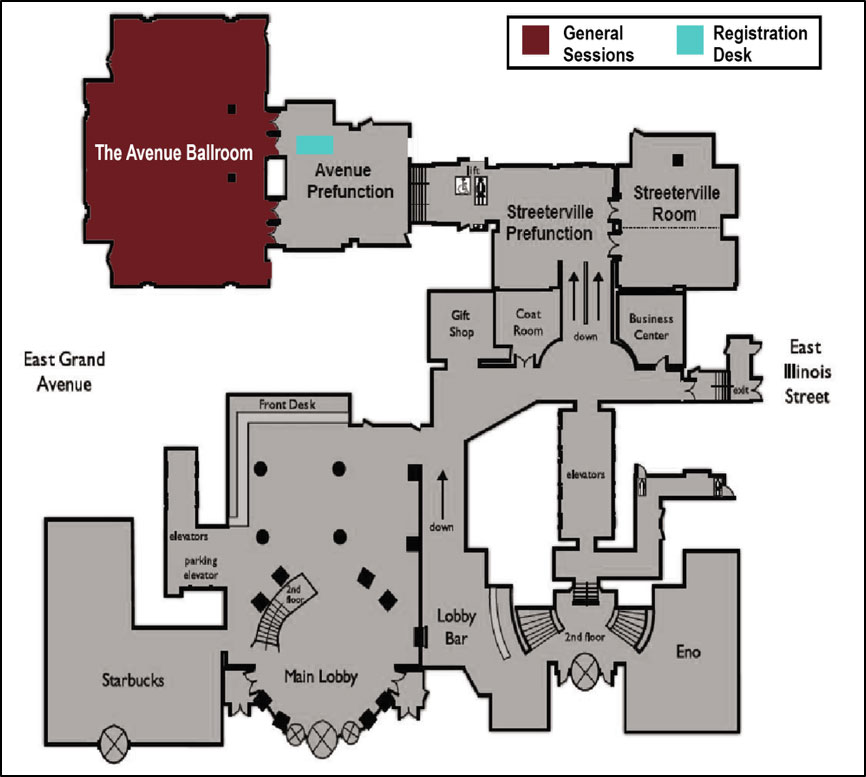 General
Sessions
Registration
Desk
The Avenue Ballroom
Avenue
Prefunction
lift
Streeterville
Prefunction
Streeterville
Room
Gift
Shop
Coat
Room
down
Business
Center
East Grand
Avenue
East
Illinois
Street
exit
Front Desk
elevators
down
elevators
parking
elevator
2nd
floor
Lobby
Bar
2nd floor
Eno
Starbucks
Main Lobby